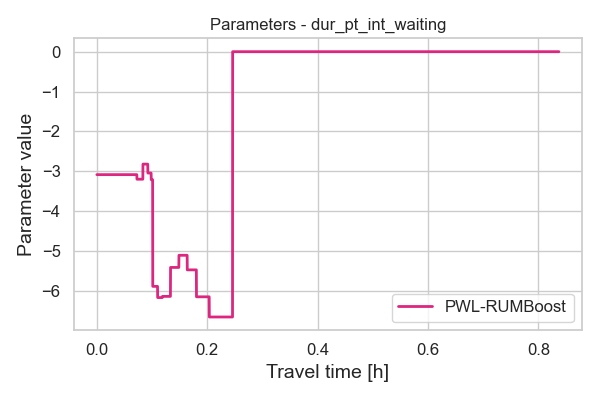 Parameters - dur_pt_int_waiting
Parameter value
0
−1
−2
−3
−4
−5
−6
PWL-RUMBoost
0.0 0.2 0.4 0.6 0.8
Travel time [h]